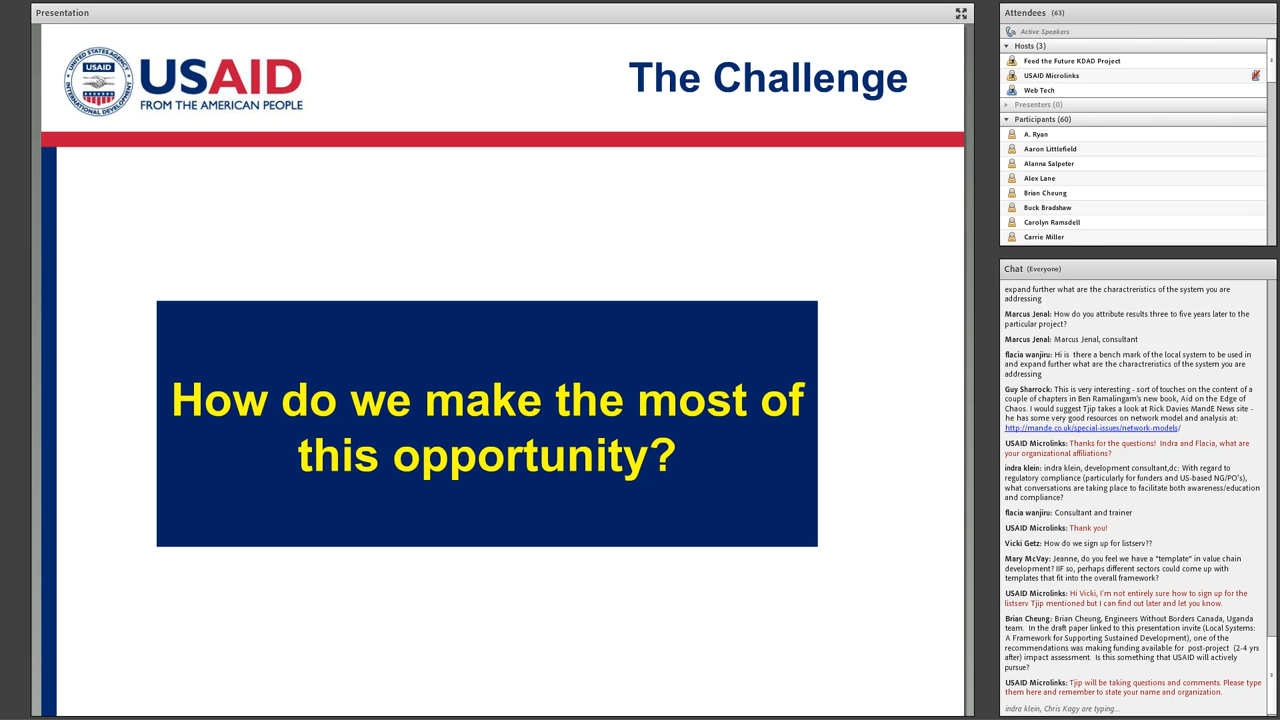 Presentation
UNITED STATES AGENCY
USAID
INTERNATIONAL DEVELOPMENT
USAID
FROM THE AMERICAN PEOPLE
The Challenge
How do we make the most of
this opportunity?
Attendees (63)
Active Speakers
Hosts (3)
Feed the Future KDAD Project
USAID Microlinks
Web Tech
Presenters (0)
Participants (60)
A. Ryan
Aaron Littlefield
Alanna Salpeter
Alex Lane
Brian Cheung
Buck Bradshaw
Carolyn Ramsdell
Carrie Miller
Chat (Everyone)
expand further what are the charactreristics of the system you are
addressing
Marcus Jenal: How do you attribute results three to five years later to the
particular project?
Marcus Jenal: Marcus Jenal, consultant
flacia wanjiru: Hi is there a bench mark of the local system to be used in
and expand further what are the charactreristics of the system you are
addressing
Guy Sharrock: This is very interesting - sort of touches on the content of a
couple of chapters in Ben Ramalingam's new book, Aid on the Edge of
Chaos. I would suggest Tjip takes a look at Rick Davies MandE News site -
he has some very good resources on network model and analysis at:
http://mande.co.uk/special-issues/network-models/
USAID Microlinks: Thanks for the questions! Indra and Flacia, what are
your organizational affiliations?
indra klein: indra klein, development consultant,dc: With regard to
regulatory compliance (particularly for funders and US-based NG/PO's),
what conversations are taking place to facilitate both awareness/education
and compliance?
flacia wanjiru: Consultant and trainer
USAID Microlinks: Thank you!
Vicki Getz: How do we sign up for listserv??
Mary McVay: Jeanne, do you feel we have a "template" in value chain
development? IIF so, perhaps different sectors could come up with
templates that fit into the overall framework?
USAID Microlinks: Hi Vicki, I'm not entirely sure how to sign up for the
listserv Tjip mentioned but I can find out later and let you know.
Brian Cheung: Brian Cheung, Engineers Without Borders Canada, Uganda
team. In the draft paper linked to this presentation invite (Local Systems:
A Framework for Supporting Sustained Development), one of the
recommendations was making funding available for post-project (2-4 yrs
after) impact assessment. Is this something that USAID will actively
pursue?
USAID Microlinks: Tjip will be taking questions and comments. Please type
them here and remember to state your name and organization.
indra klein, Chris Kagy are typing...